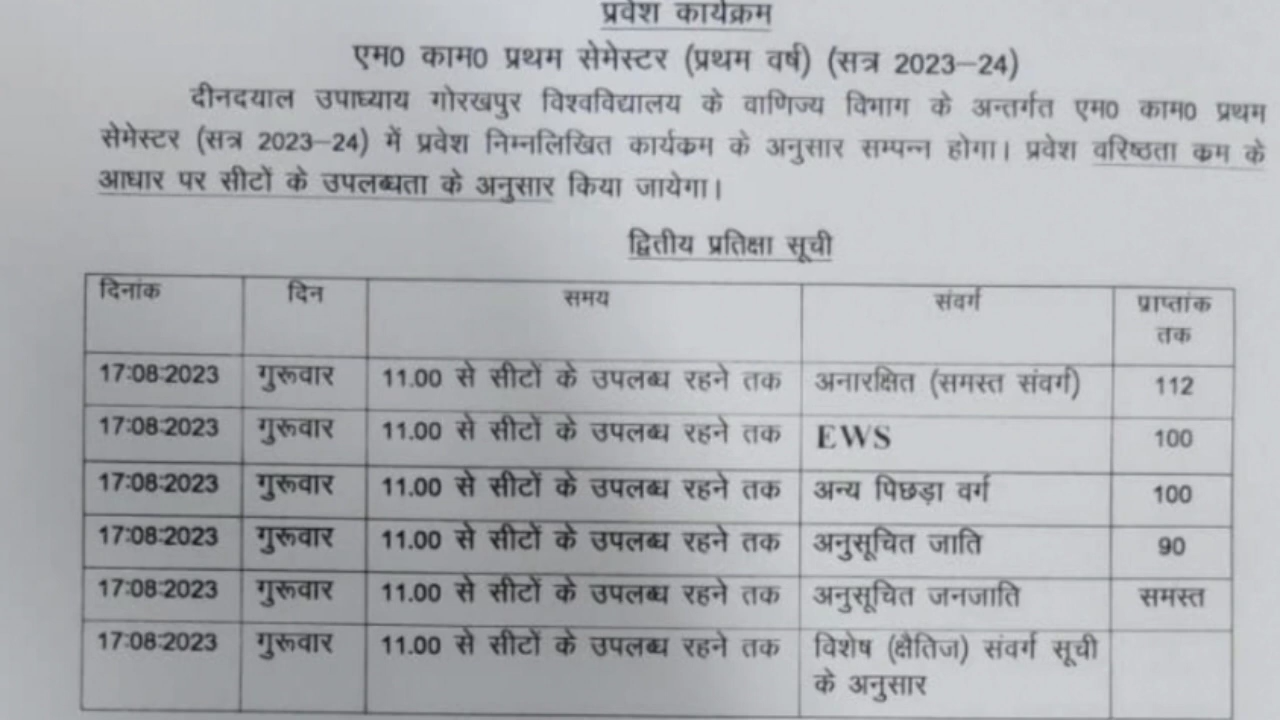 प्रवेश कार्यक्रम
एम0 काम0 प्रथम सेमेस्टर (प्रथम वर्ष) (सत्र 2023–24)
दीनदयाल उपाध्याय गोरखपुर विश्वविद्यालय के वाणिज्य विभाग के अन्तर्गत एम0 काम0 प्रथम
सेमेस्टर (सत्र 2023–24) में प्रवेश निम्नलिखित कार्यकम के अनुसार सम्पन्न होगा। प्रवेश वरिष्ठता कम के
आधार पर सीटों के उपलब्धता के अनुसार किया जायेगा।
द्वितीय प्रतिक्षा सूची
दिनांक दिन समय संवर्ग प्राप्तांक
तक
17:08:2023 गुरूवार 11.00 से सीटों के उपलब्ध रहने तक अनारक्षित (समस्त संवर्ग) 112
17:08:2023 गुरूवार 11.00 से सीटों के उपलब्ध रहने तक EWS 100
17:08:2023 गुरूवार 11.00 से सीटों के उपलब्ध रहने तक अन्य पिछड़ा वर्ग 100
17:08:2023 गुरूवार 11.00 से सीटों के उपलब्ध रहने तक अनुसूचित जाति 90
17:08:2023 गुरूवार 11.00 से सीटों के उपलब्ध रहने तक अनुसूचित जनजाति समस्त
17:08:2023 गुरूवार 11.00 से सीटों के उपलब्ध रहने तक विशेष (क्षैतिज) संवर्ग सूची
के अनुसार